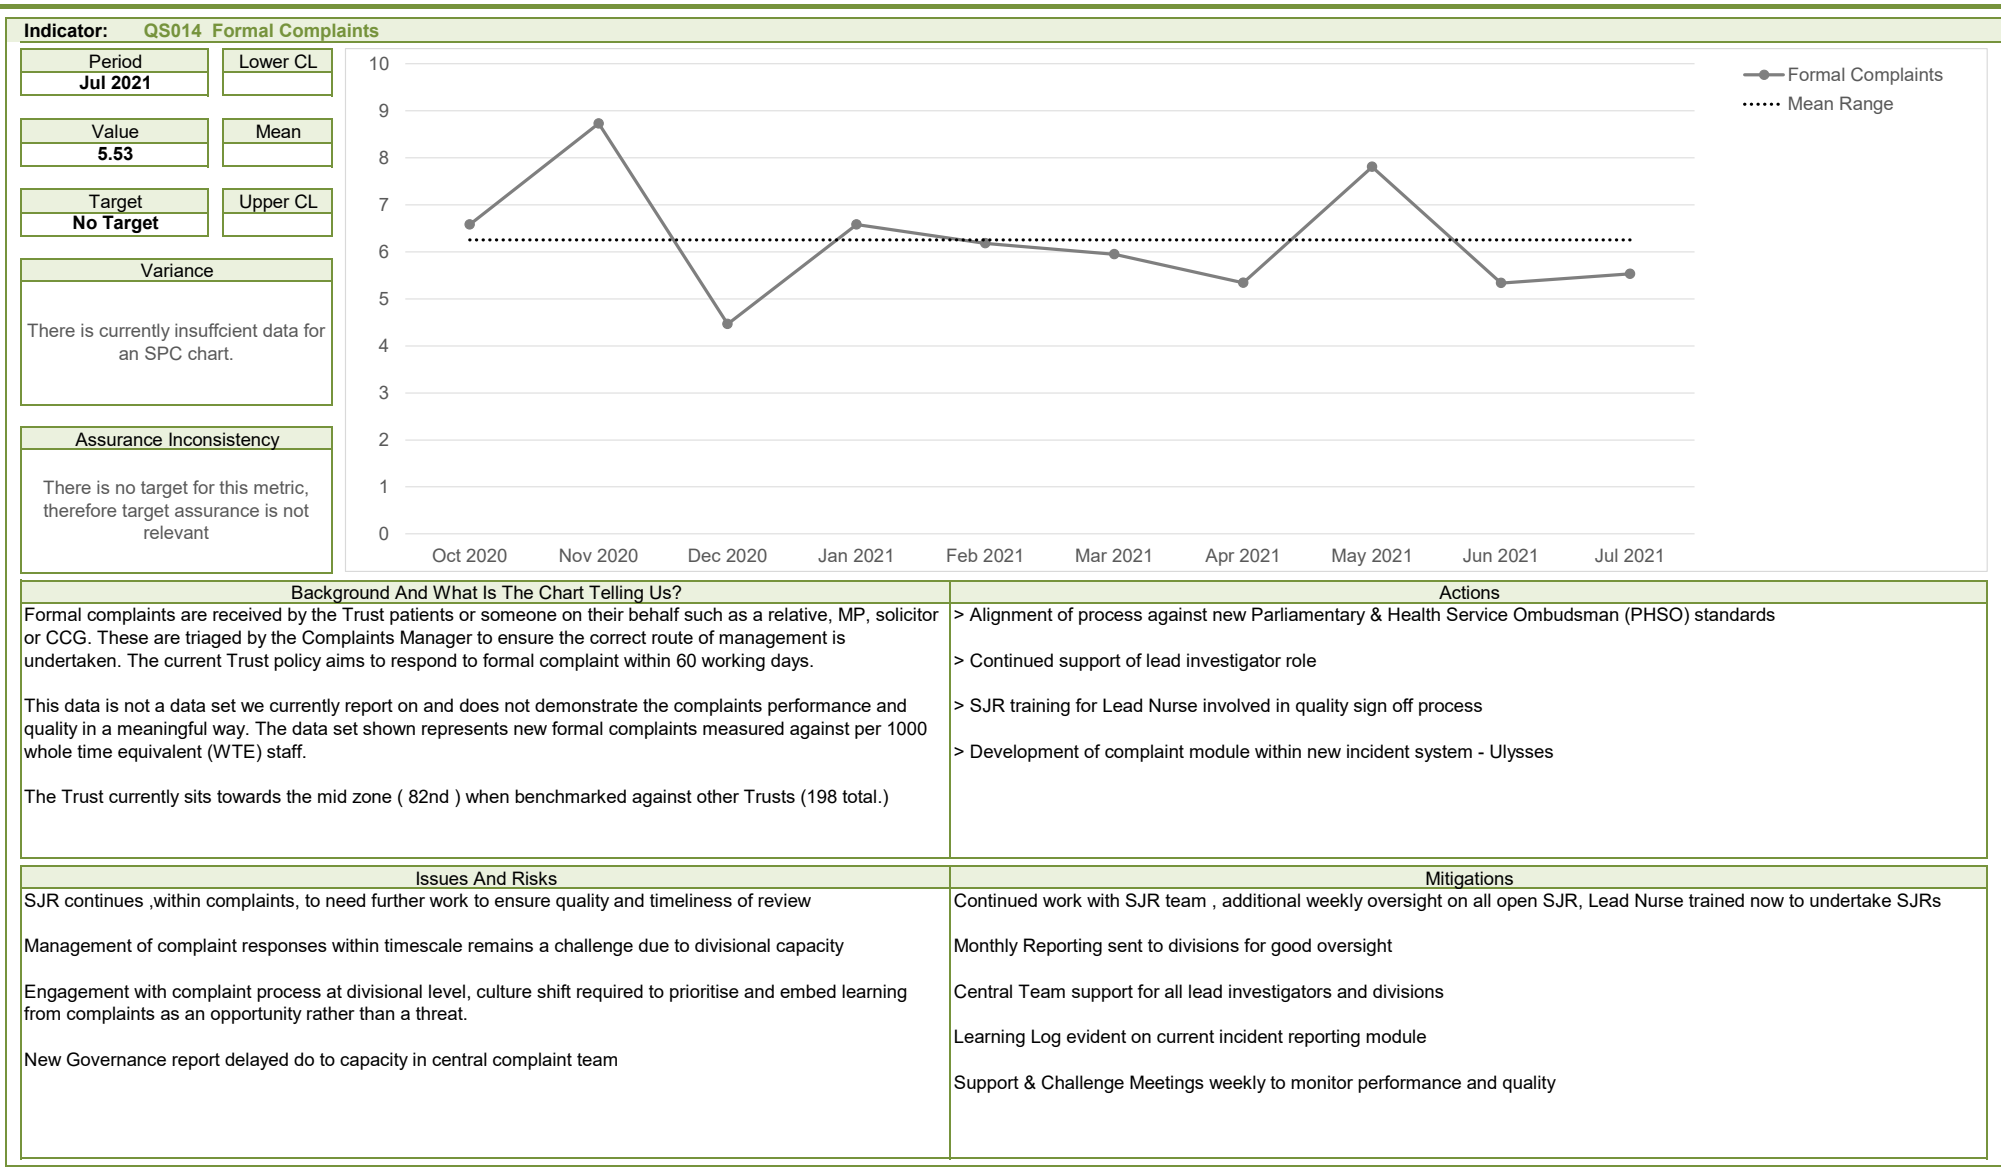 Indicator: QS014 Formal Complaints
Period
Jul 2021
Lower CL
Value
5.53
Mean
Target
No Target
Upper CL
Variance
There is currently insuffcient data for
an SPC chart.
Assurance Inconsistency
There is no target for this metric,
therefore target assurance is not
relevant
10
9
8
7
6
5
4
3
2
1
0
Oct 2020 Nov 2020 Dec 2020 Jan 2021 Feb 2021 Mar 2021 Apr 2021 May 2021 Jun 2021 Jul 2021
Formal Complaints
Mean Range
Background And What Is The Chart Telling Us?
Formal complaints are received by the Trust patients or someone on their behalf such as a relative, MP, solicitor
or CCG. These are triaged by the Complaints Manager to ensure the correct route of management is
undertaken. The current Trust policy aims to respond to formal complaint within 60 working days.
This data is not a data set we currently report on and does not demonstrate the complaints performance and
quality in a meaningful way. The data set shown represents new formal complaints measured against per 1000
whole time equivalent (WTE) staff.
The Trust currently sits towards the mid zone ( 82nd ) when benchmarked against other Trusts (198 total.)
Actions
> Alignment of process against new Parliamentary & Health Service Ombudsman (PHSO) standards
> Continued support of lead investigator role
> SJR training for Lead Nurse involved in quality sign off process
> Development of complaint module within new incident system - Ulysses
Issues And Risks
SJR continues ,within complaints, to need further work to ensure quality and timeliness of review
Management of complaint responses within timescale remains a challenge due to divisional capacity
Engagement with complaint process at divisional level, culture shift required to prioritise and embed learning
from complaints as an opportunity rather than a threat.
New Governance report delayed do to capacity in central complaint team
Mitigations
Continued work with SJR team , additional weekly oversight on all open SJR, Lead Nurse trained now to undertake SJRs
Monthly Reporting sent to divisions for good oversight
Central Team support for all lead investigators and divisions
Learning Log evident on current incident reporting module
Support & Challenge Meetings weekly to monitor performance and quality